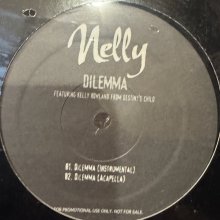 Nelly
DILEMMA
FEATURING KELLY ROWLAND FROM DESTINY'S CHILD
B1. DILEMMA (INSTRUMENTAL)
B2. DILEMMA (ACAPELLA)
FOR PROMOTIONAL USE ONLY. NOT FOR SALE.